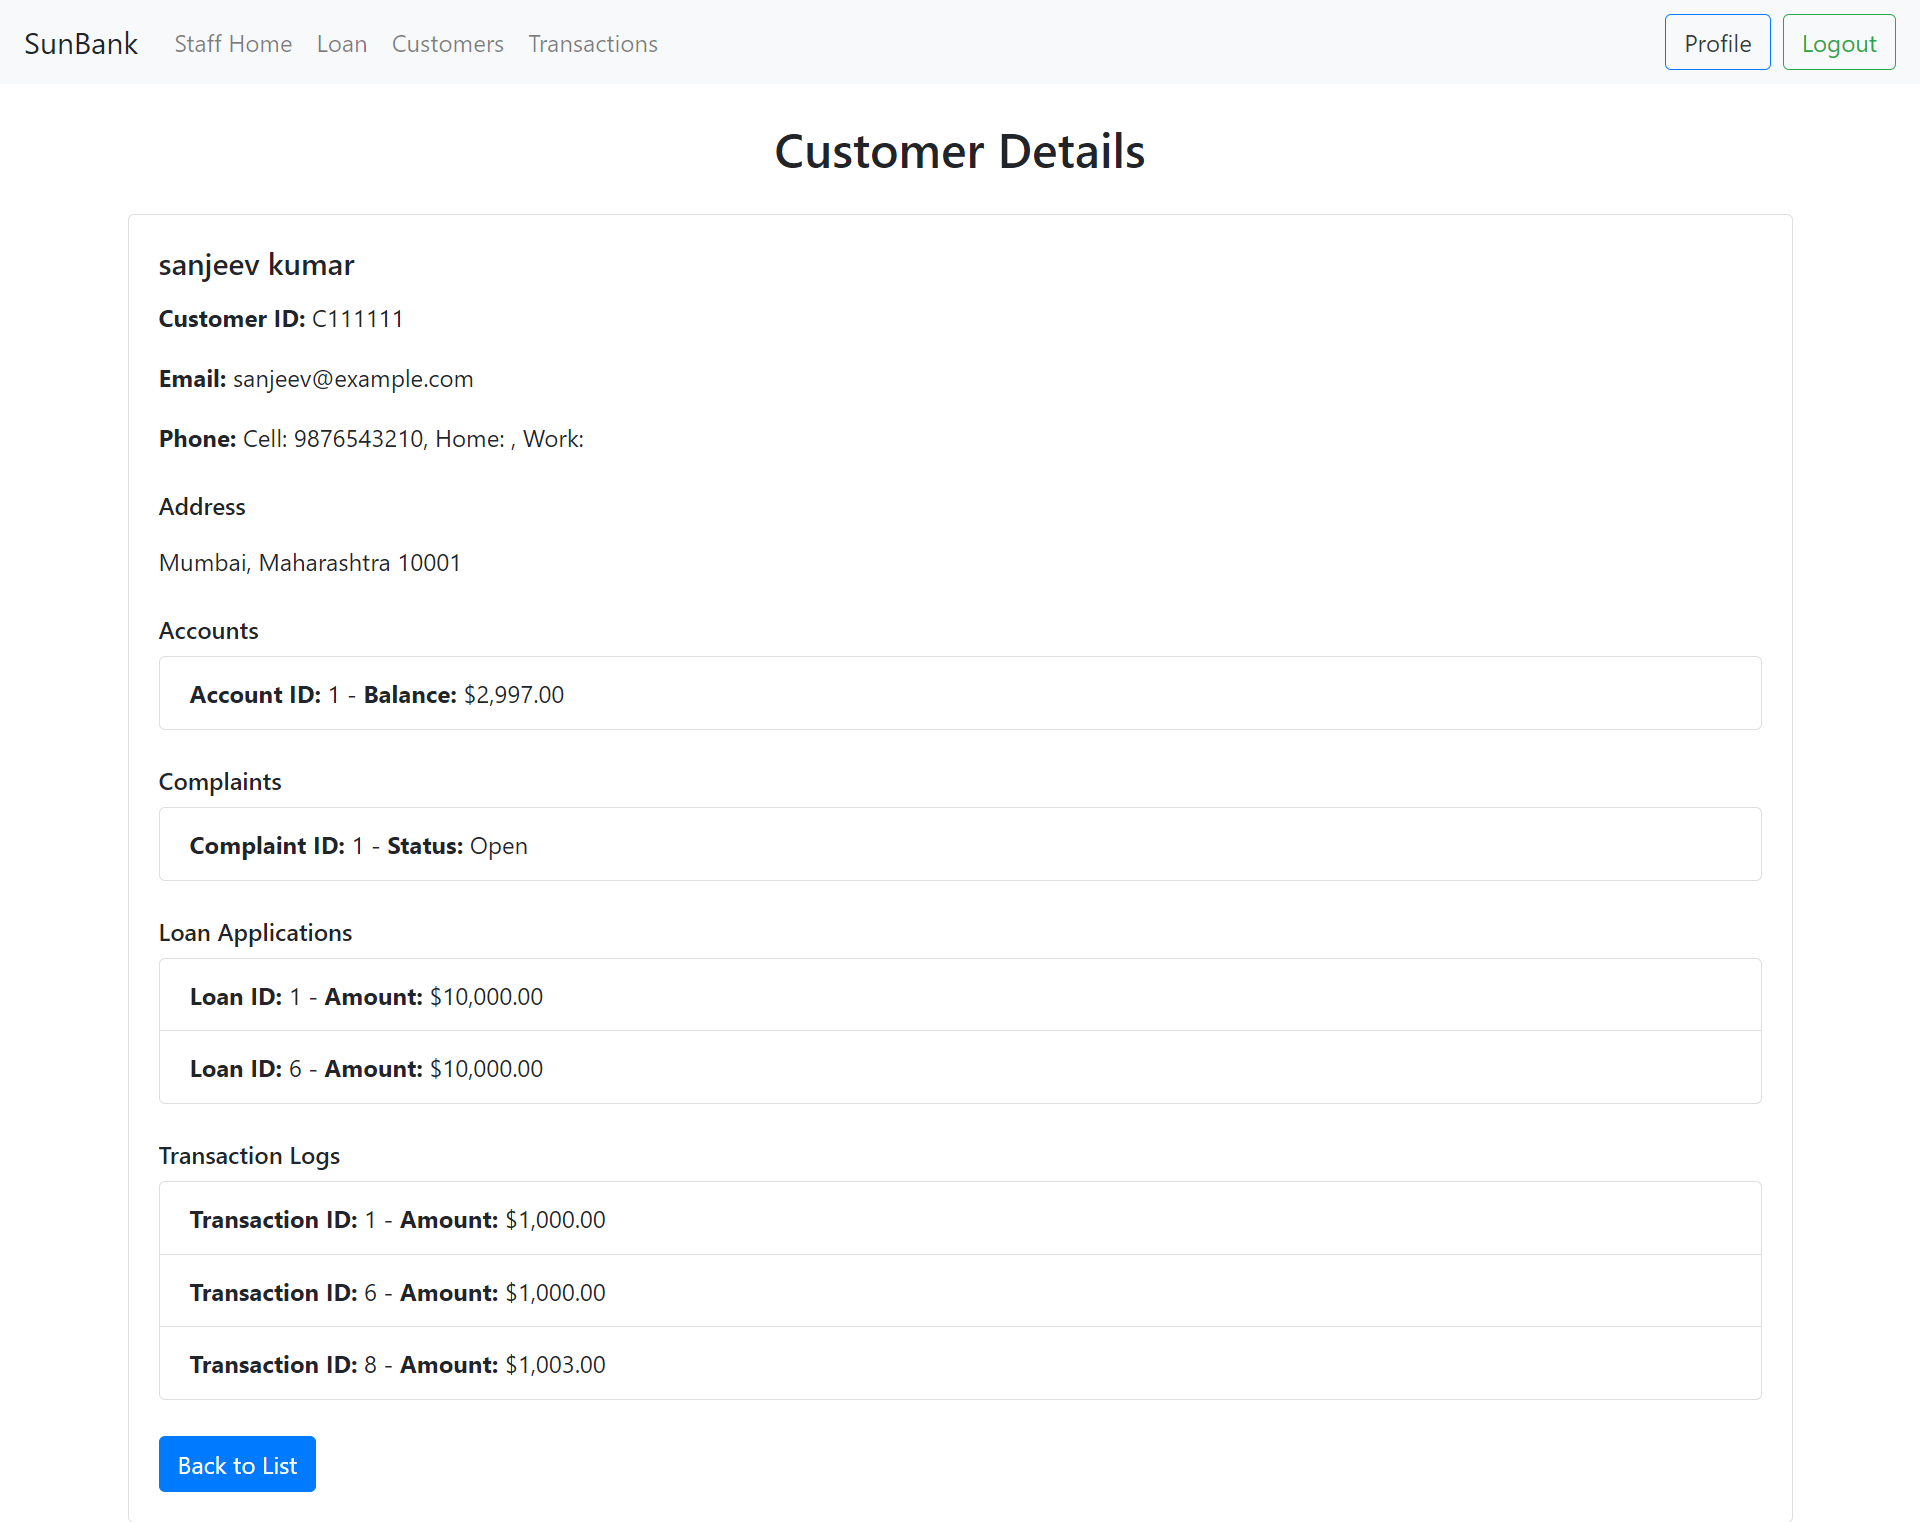 SunBank Staff Home Loan Customers Transactions Profile Logout
Customer Details
sanjeev kumar
Customer ID: C111111
Email: sanjeev@example.com
Phone: Cell: 9876543210, Home: , Work:
Address
Mumbai, Maharashtra 10001
Accounts
Account ID: 1 - Balance: $2,997.00
Complaints
Complaint ID: 1 - Status: Open
Loan Applications
Loan ID: 1 - Amount: $10,000.00
Loan ID: 6 - Amount: $10,000.00
Transaction Logs
Transaction ID: 1 - Amount: $1,000.00
Transaction ID: 6 - Amount: $1,000.00
Transaction ID: 8 - Amount: $1,003.00
Back to List